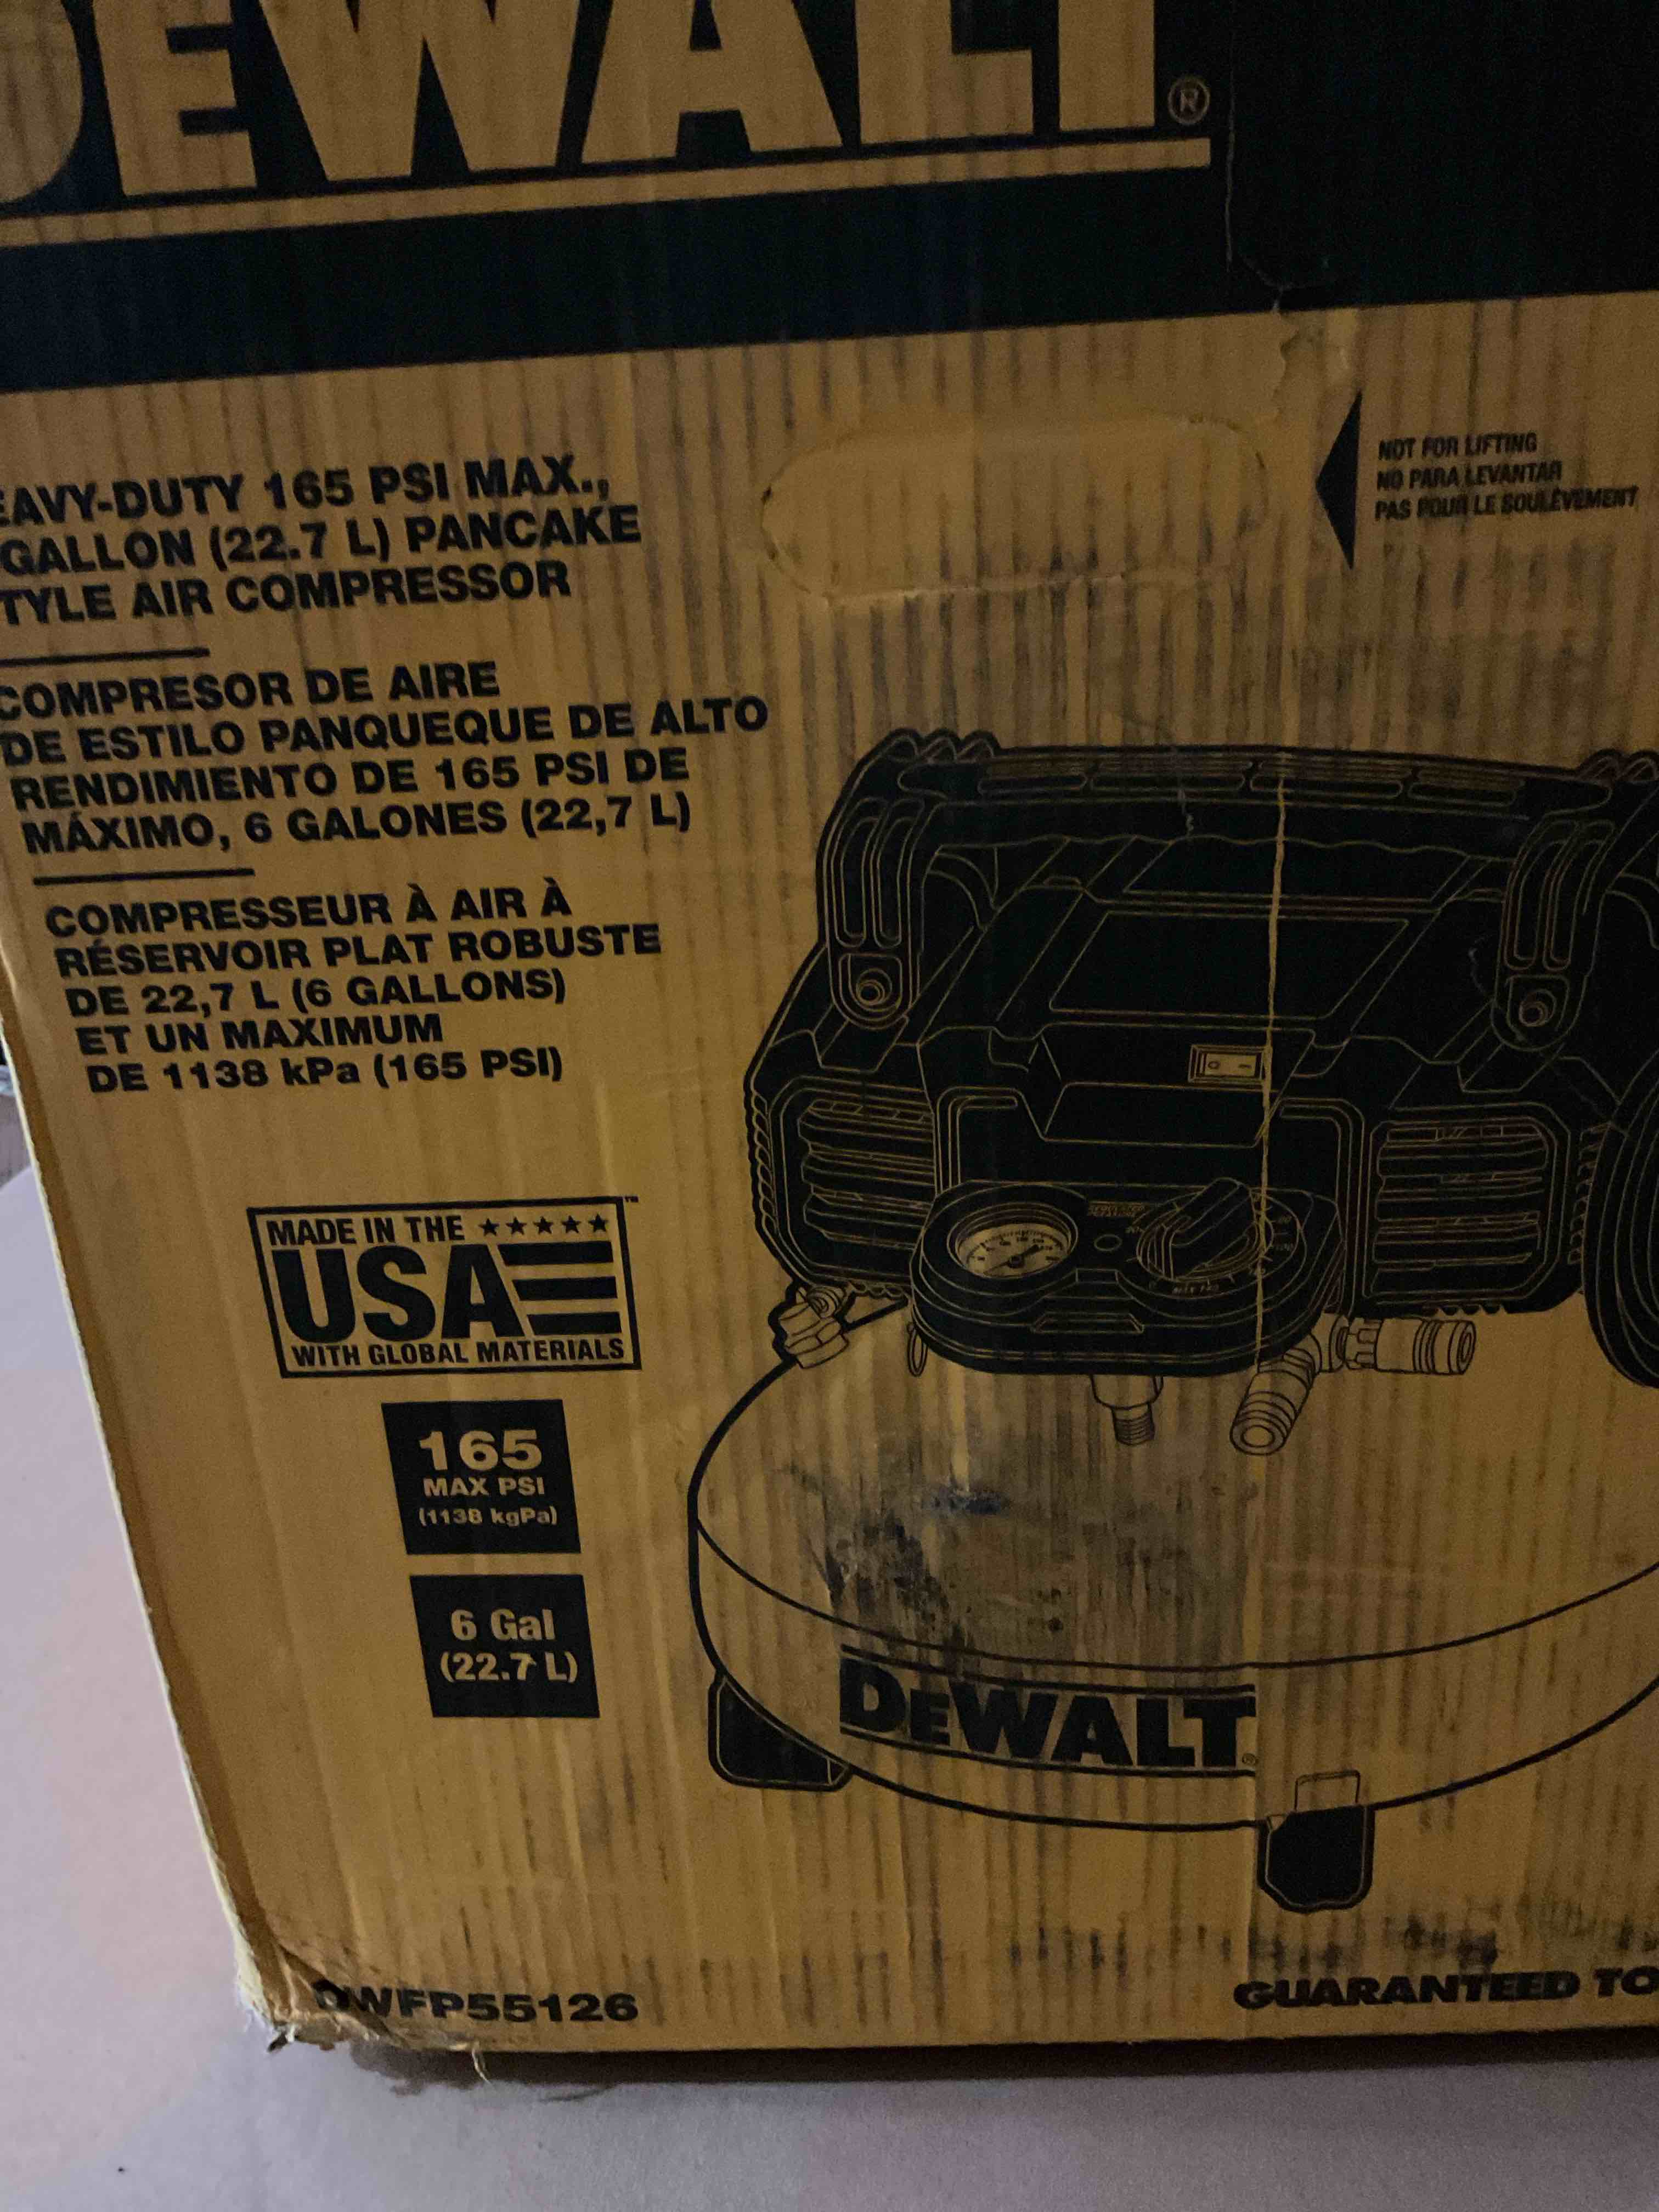 DEWALT®
EAVY-DUTY 165 PSI MAX.,
GALLON (22.7 L) PANCAKE
TYLE AIR COMPRESSOR
COMPRESOR DE AIRE
DE ESTILO PANQUEQUE DE ALTO
RENDIMIENTO DE 165 PSI DE
MÁXIMO, 6 GALONES (22,7 L)
COMPRESSEUR À AIR À
RÉSERVOIR PLAT ROBUSTE
DE 22,7 L (6 GALLONS)
ET UN MAXIMUM
DE 1138 kPa (165 PSI)
NOT FOR LIFTING
NO PARA LEVANTAR
PAS POUR LE SOULÈVEMENT
MADE IN THE ★★★★★
USA
WITH GLOBAL MATERIALS
™
165
MAX PSI
(1138 kgPa)
6 Gal
(22.7 L)
DEWALT®
DWFP55126
GUARANTEED TO